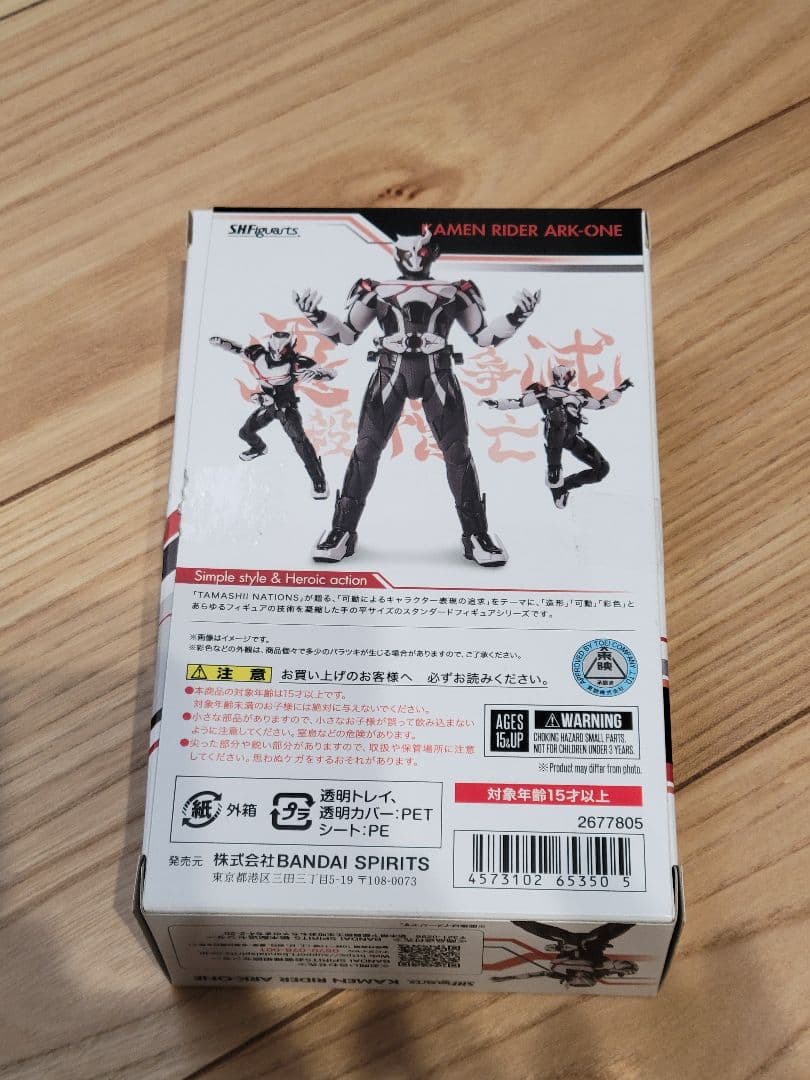 S.H.Figuarts
KAMEN RIDER ARK-ONE
悪
争
滅
殺
亡
Simple style & Heroic action
「TAMASHII NATIONS」が贈る、「可動によるキャラクター表現の追求」をテーマに、「造形」「可動」「彩色」と
あらゆるフィギュアの技術を凝縮した手の平サイズのスタンダードフィギュアシリーズです。
※画像はイメージです。
※彩色などの外観は、商品個々で多少のバラツキが生じる場合がありますので、ご了承ください。
注意 お買い上げのお客様へ 必ずお読みください。
●本商品の対象年齢は15才以上です。
対象年齢未満のお子様には絶対に与えないでください。
●小さな部品がありますので、小さなお子様が誤って飲み込まない
ように注意してください。窒息などの危険があります。
●尖った部分や鋭い部分がありますので、取扱や保管場所に注意
してください。思わぬケガをするおそれがあります。
APPROVED BY TOEI COMPANY, LTD.
東映
東映株式会社
AGES
15&UP
WARNING
CHOKING HAZARD SMALL PARTS.
NOT FOR CHILDREN UNDER 3 YEARS.
※Product may differ from photo.
対象年齢15才以上
紙 外箱
プラ 透明トレイ、
透明カバー:PET
シート:PE
2677805
4573102 65350 5
発売元 株式会社BANDAI SPIRITS
東京都港区三田三丁目5-19 〒108-0073
S.H.Figuarts KAMEN RIDER ARK-ONE